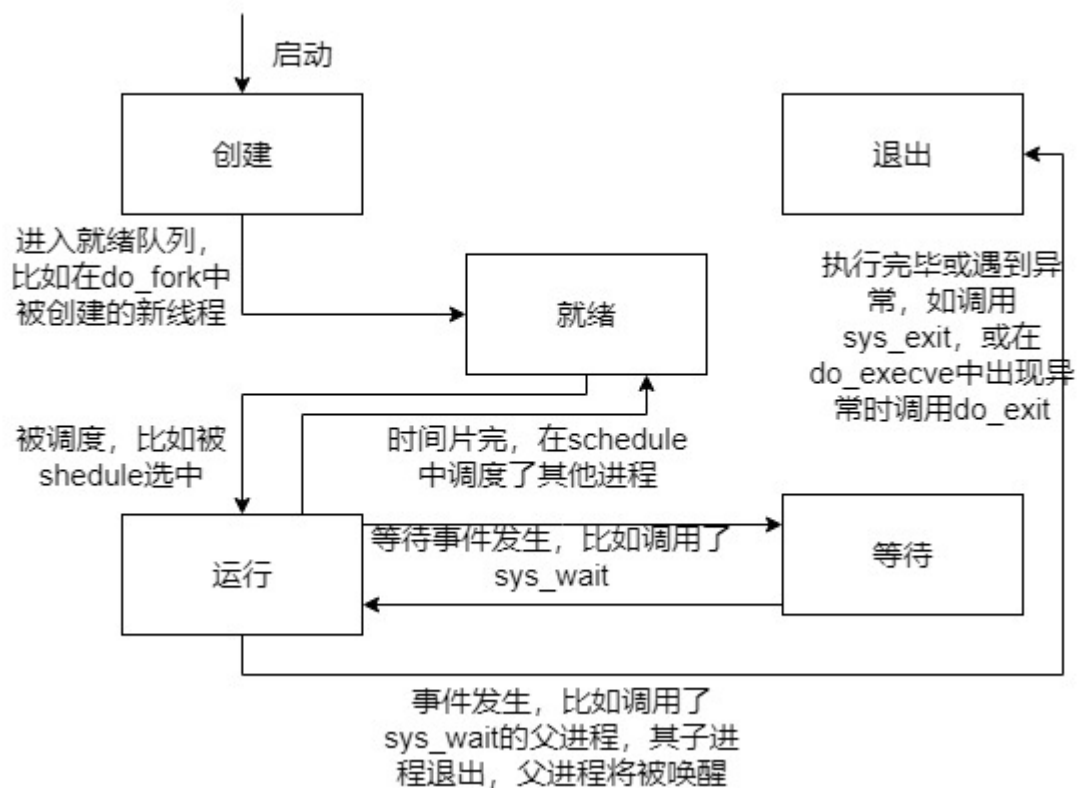 启动
创建
退出
进入就绪队列，
比如在do_fork中
被创建的新线程
就绪
执行完毕或遇到异
常，如调用
sys_exit，或在
do_execve中出现异
常时调用do_exit
被调度，比如被
shedule选中
时间片完，在schedule
中调度了其他进程
运行
等待事件发生，比如调用了
sys_wait
等待
事件发生，比如调用了
sys_wait的父进程，其子进
程退出，父进程将被唤醒